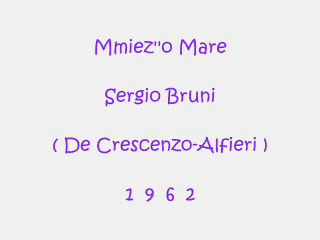 Mmiez"o Mare
Sergio Bruni
( De Crescenzo-Alfieri )
1 9 6 2